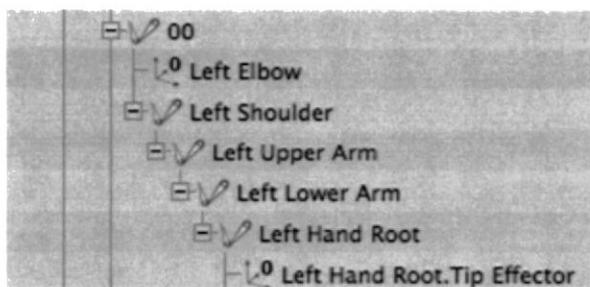 00
Left Elbow
Left Shoulder
Left Upper Arm
Left Lower Arm
Left Hand Root
Left Hand Root.Tip Effector